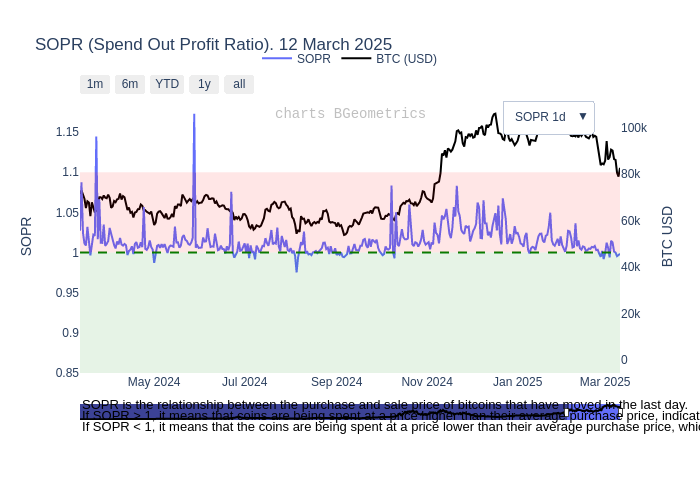 SOPR (Spend Out Profit Ratio). 12 March 2025
SOPR BTC (USD)
1m 6m YTD 1y all
charts BGeometrics
SOPR 1d ▼
1.15
1.1
1.05
1
0.95
0.9
0.85
SOPR
100k
80k
60k
40k
20k
0
BTC USD
May 2024 Jul 2024 Sep 2024 Nov 2024 Jan 2025 Mar 2025
SOPR is the relationship between the purchase and sale price of bitcoins that have moved in the last day.
If SOPR > 1, it means that coins are being spent at a price higher than their average purchase price, indicat
If SOPR < 1, it means that the coins are being spent at a price lower than their average purchase price, whi